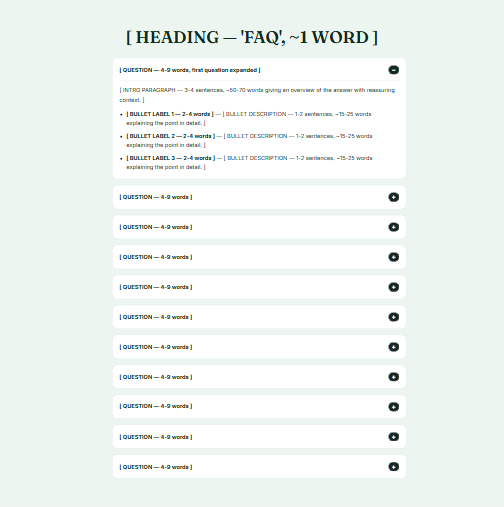 [ HEADING — 'FAQ', ~1 WORD ]
[ QUESTION — 4-9 words, first question expanded ]
[ INTRO PARAGRAPH — 3-4 sentences, ~50-70 words giving an overview of the answer with reassuring
context. ]
• [ BULLET LABEL 1 — 2-4 words ] — [ BULLET DESCRIPTION — 1-2 sentences, ~15-25 words
explaining the point in detail. ]
• [ BULLET LABEL 2 — 2-4 words ] — [ BULLET DESCRIPTION — 1-2 sentences, ~15-25 words
explaining the point in detail. ]
• [ BULLET LABEL 3 — 2-4 words ] — [ BULLET DESCRIPTION — 1-2 sentences, ~15-25 words
explaining the point in detail. ]
[ QUESTION — 4-9 words ]
[ QUESTION — 4-9 words ]
[ QUESTION — 4-9 words ]
[ QUESTION — 4-9 words ]
[ QUESTION — 4-9 words ]
[ QUESTION — 4-9 words ]
[ QUESTION — 4-9 words ]
[ QUESTION — 4-9 words ]
[ QUESTION — 4-9 words ]
[ QUESTION — 4-9 words ]